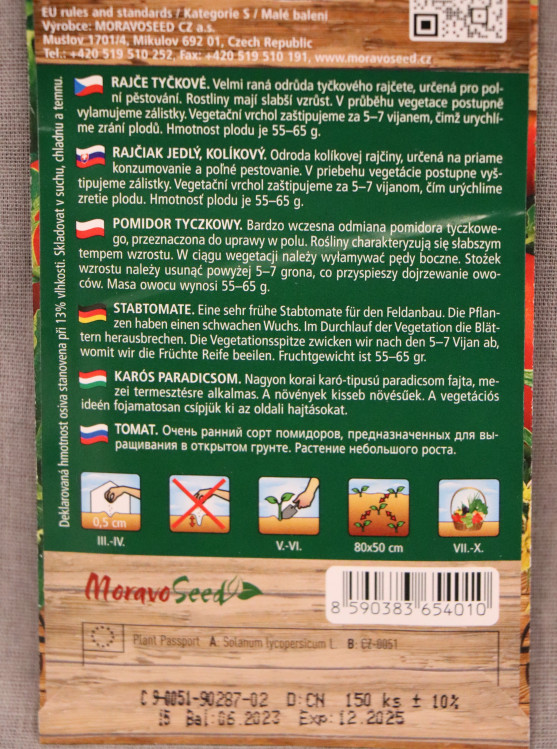 EU rules and standards / Kategorie S / Malé balení
Výrobce: MORAVOSEED CZ a.s.
Mušlov 1701/4, Mikulov 692 01, Czech Republic
Tel.: +420 519 510 252, Fax: +420 519 510 191, www.moravoseed.cz
RAJČE TYČKOVÉ. Velmi raná odrůda tyčkového rajčete, určená pro pol-
ní pěstování. Rostliny mají slabší vzrůst. V průběhu vegetace postupně
vylamujeme zálistky. Vegetační vrchol zaštipujeme za 5–7 vijanem, čímž urychlí-
me zrání plodů. Hmotnost plodu je 55–65 g.
RAJČIAK JEDLÝ, KOLÍKOVÝ. Odroda kolíkovej rajčiny, určená na priame
konzumovanie a poľné pestovanie. V priebehu vegetácie postupne vyš-
tipujeme zálistky. Vegetační vrchol zaštipujeme za 5–7 vijanom, čím urýchlime
zretie plodu. Hmotnosť plodu je 55–65 g.
POMIDOR TYCZKOWY. Bardzo wczesna odmiana pomidora tyczkowe-
go, przeznaczona do uprawy w polu. Rośliny charakteryzują się słabszym
tempem wzrostu. W ciągu wegetacji należy wyłamywać pędy boczne. Stożek
wzrostu należy usunąć powyżej 5–7 grona, co przyspieszy dojrzewanie owo-
ców. Masa owocu wynosi 55–65 g.
STABTOMATE. Eine sehr frühe Stabtomate für den Feldanbau. Die Pflan-
zen haben einen schwachen Wuchs. Im Durchlauf der Vegetation die Blät-
tern herausbrechen. Die Vegetationsspitze zwicken wir nach den 5–7 Vijan ab,
womit wir die Früchte Reife beeilen. Fruchtgewicht ist 55–65 gr.
KARÓS PARADICSOM. Nagyon korai karó-tipusú paradicsom fajta, me-
zei termesztésre alkalmas. A növények kisseb növésűek. A vegetációs
ideén fojamatosan csípjük ki az oldali hajtásokat.
ТОМАТ. Очень ранний сорт помидоров, предназначенных для вы-
ращивания в открытом грунте. Растение небольшого роста.
Deklarovaná hmotnost osiva stanovena při 13% vlhkosti. Skladovat v suchu, chladnu a temnu.
0,5 cm
III.-IV.
V.-VI.
80x50 cm
VII.-X.
MoravoSeed
8 590383 654010
Plant Passport A: Solanum lycopersicum L. B: CZ-0051
C 9-0051-90287-02 D:CN 150 ks ± 10%
15 Bal:06.2023 Exp:12.2025